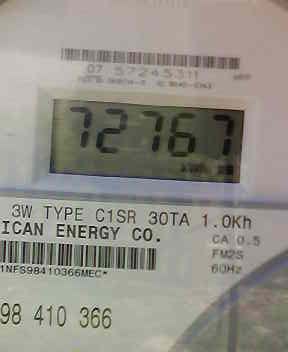 07 57245311
72767
3W TYPE C1SR 30TA 1.0Kh
ICAN ENERGY CO.
CA 0.5
FM2S
60Hz
1NFS98410366MEC*
98 410 366